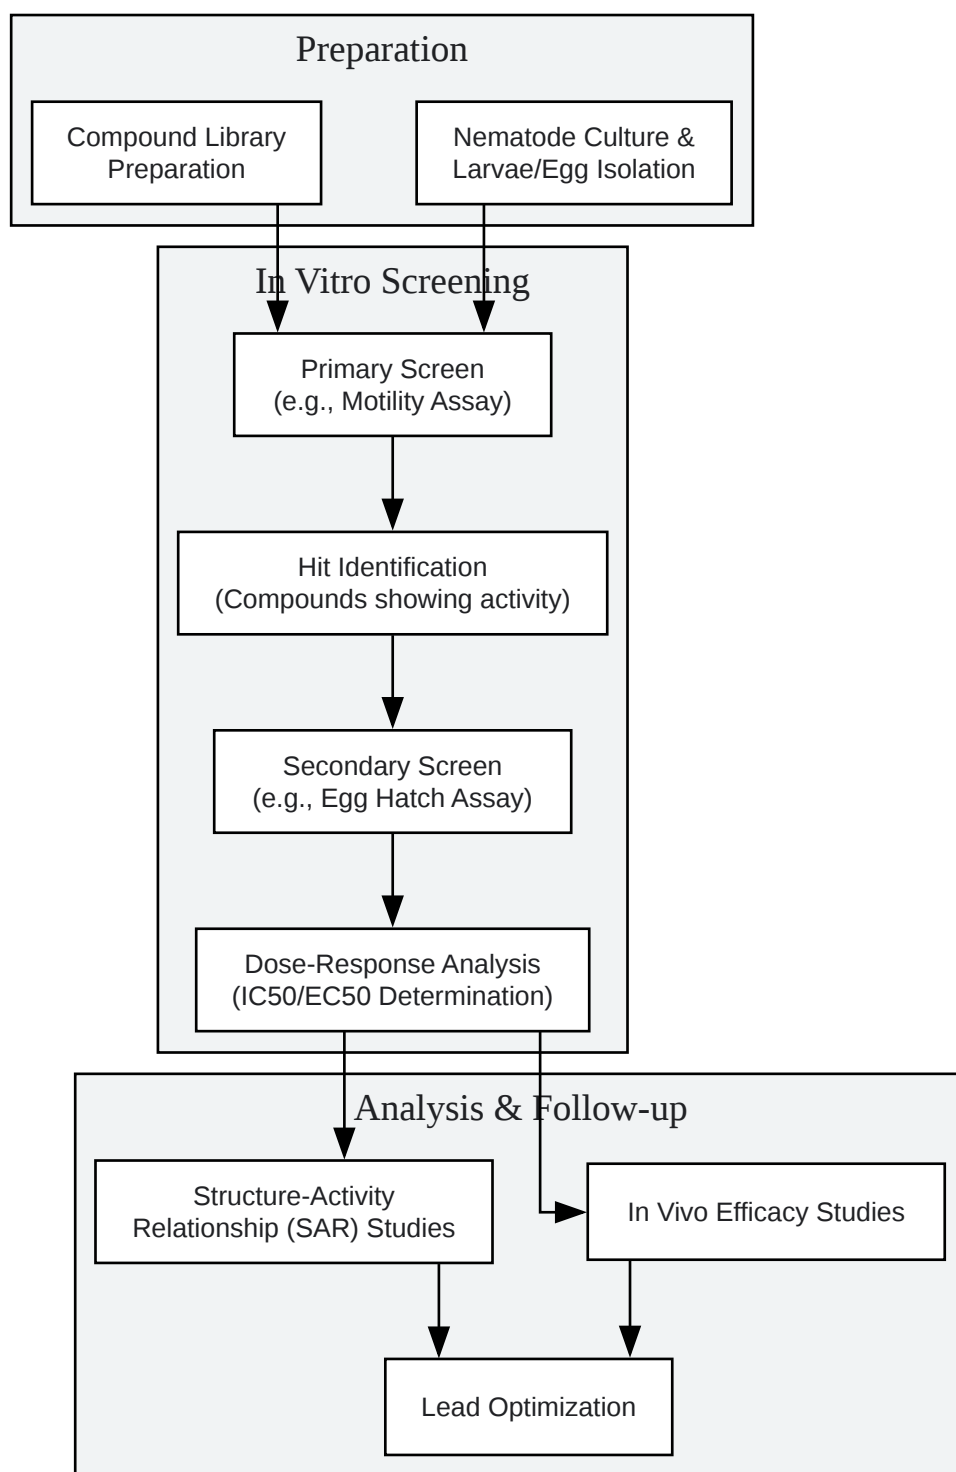 Preparation
Compound Library
Preparation
Nematode Culture &
Larvae/Egg Isolation
In Vitro Screening
Primary Screen
(e.g., Motility Assay)
Hit Identification
(Compounds showing activity)
Secondary Screen
(e.g., Egg Hatch Assay)
Dose-Response Analysis
(IC50/EC50 Determination)
Analysis & Follow-up
Structure-Activity
Relationship (SAR) Studies
In Vivo Efficacy Studies
Lead Optimization